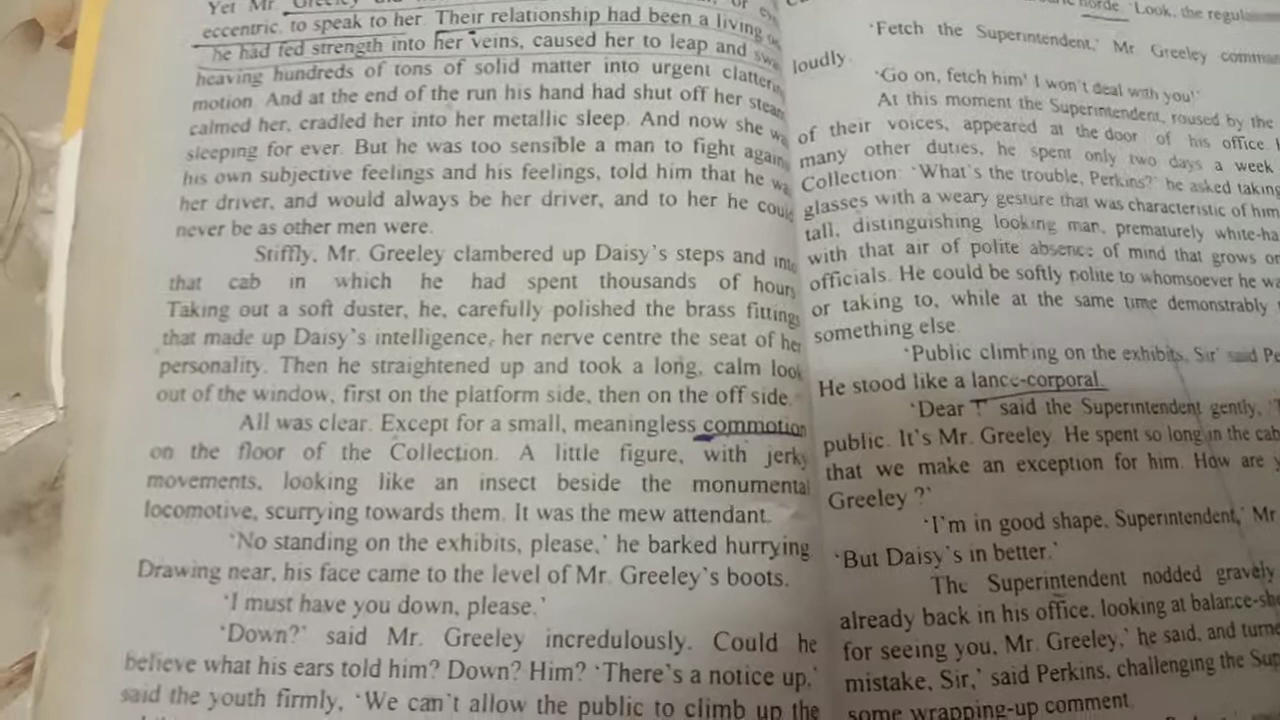 Yet Mr. Greeley
eccentric, to speak to her. Their relationship had been a living
he had fed strength into her veins, caused her to leap and
heaving hundreds of tons of solid matter into urgent
motion. And at the end of the run his hand had shut off her
calmed her, cradled her into her metallic sleep. And now she
sleeping for ever. But he was too sensible a man to fight
his own subjective feelings and his feelings, told him that he
her driver, and would always be her driver, and to her he could
never be as other men were.
Stiffly, Mr. Greeley clambered up Daisy's steps and into
that cab in which he had spent thousands of hours
Taking out a soft duster, he, carefully polished the brass fittings
that made up Daisy's intelligence, her nerve centre the seat of her
personality. Then he straightened up and took a long, calm look
out of the window, first on the platform side, then on the off side.
All was clear. Except for a small, meaningless commotion
on the floor of the Collection. A little figure, with jerky
movements, looking like an insect beside the monumental
locomotive, scurrying towards them. It was the mew attendant.
'No standing on the exhibits, please,' he barked hurrying
Drawing near, his face came to the level of Mr. Greeley's boots.
'I must have you down, please.'
'Down?' said Mr. Greeley incredulously. Could he
believe what his ears told him? Down? Him? 'There's a notice up,'
said the youth firmly, 'We can't allow the public to climb up the
horde. 'Look, the
'Fetch the Superintendent,' Mr Greeley
loudly.
'Go on, fetch him! I won't deal with you!'
At this moment the Superintendent, roused by the
of their voices, appeared at the door of his office.
many other duties, he spent only two days a week
Collection. 'What's the trouble, Perkins?' he asked taking
glasses with a weary gesture that was characteristic of him
tall, distinguishing looking man, prematurely
with that air of polite absence of mind that grows
officials. He could be softly polite to whomsoever he
or taking to, while at the same time demonstrably
something else.
'Public climbing on the exhibits, Sir' said
He stood like a lance-corporal.
'Dear !' said the Superintendent gently,
public. It's Mr. Greeley. He spent so long in the cab
that we make an exception for him. How are
Greeley ?'
'I'm in good shape, Superintendent,' Mr
'But Daisy's in better.'
The Superintendent nodded gravely
already back in his office, looking at
for seeing you, Mr. Greeley,' he said, and
mistake, Sir,' said Perkins, challenging the
some wrapping-up comment.